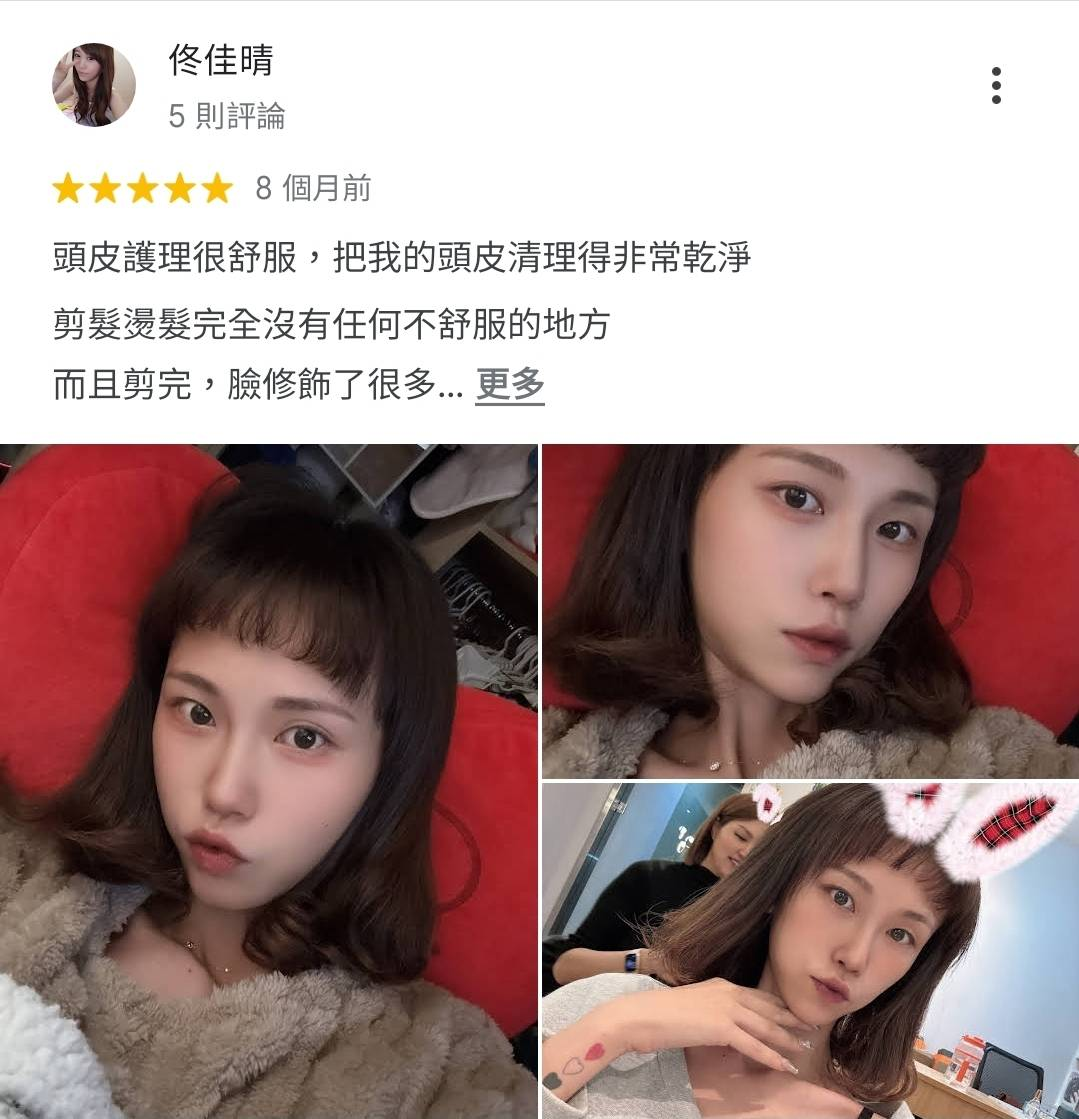 佟佳晴
5 則評論
8 個月前
頭皮護理很舒服，把我的頭皮清理得非常乾淨
剪髮燙髮完全沒有任何不舒服的地方
而且剪完，臉修飾了很多... 更多